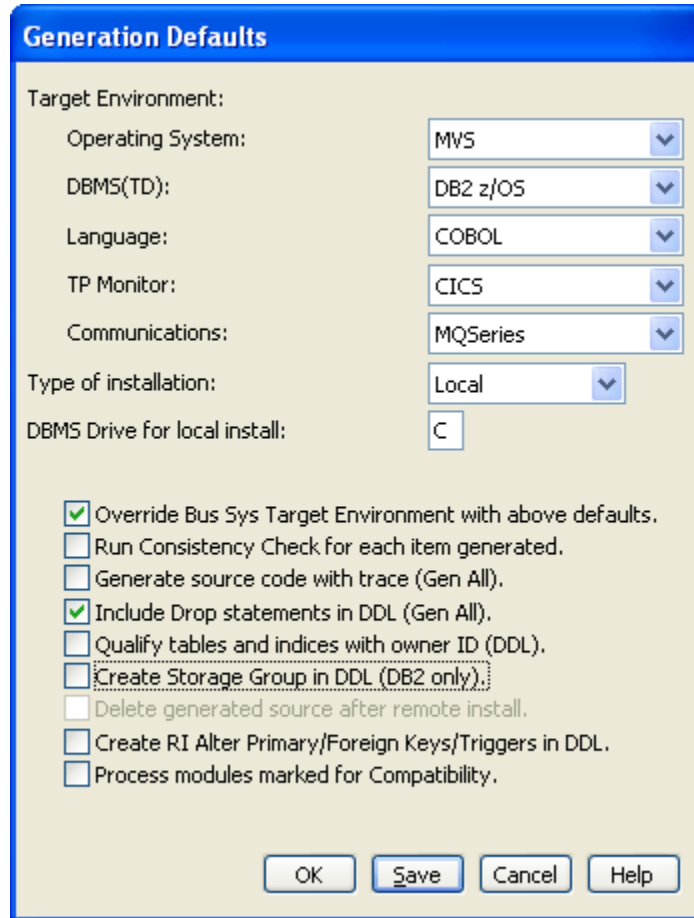 Generation Defaults
Target Environment:
Operating System: MVS
DBMS(TD): DB2 z/OS
Language: COBOL
TP Monitor: CICS
Communications: MQSeries
Type of installation: Local
DBMS Drive for local install: C
Override Bus Sys Target Environment with above defaults.
Run Consistency Check for each item generated.
Generate source code with trace (Gen All).
Include Drop statements in DDL (Gen All).
Qualify tables and indices with owner ID (DDL).
Create Storage Group in DDL (DB2 only).
Delete generated source after remote install.
Create RI Alter Primary/Foreign Keys/Triggers in DDL.
Process modules marked for Compatibility.
OK Save Cancel Help